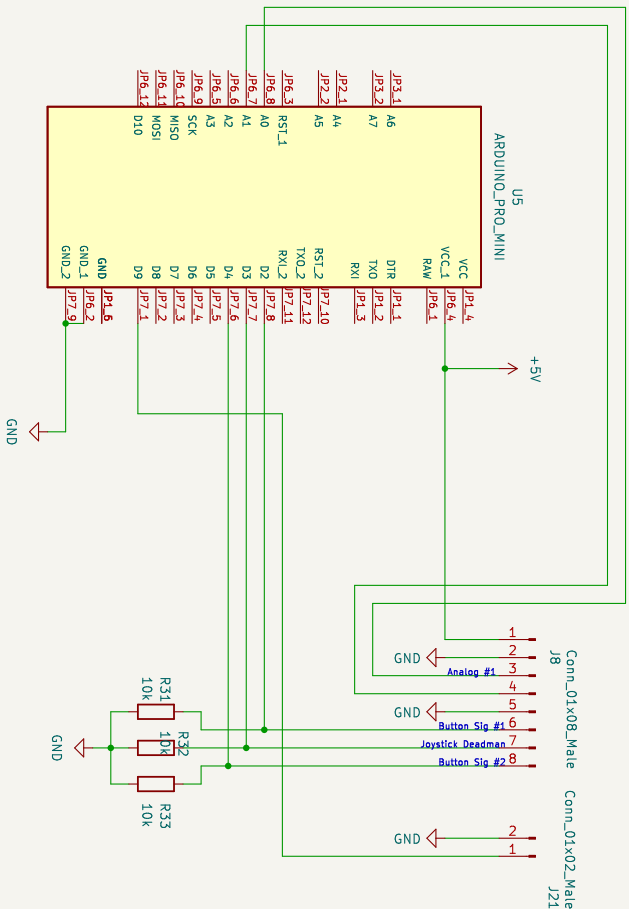 JP6_12
JP6_11
JP6_10
JP6_9
JP6_5
JP6_6
JP6_7
JP6_8
JP6_3
JP2_2
JP2_1
JP3_2
JP3_1
D10
MOSI
MISO
SCK
A3
A2
A1
A0
RST_1
A5
A4
A7
A6
U5
ARDUINO_PRO_MINI
GND_2
GND_1
GND
D9
D8
D7
D6
D5
D4
D3
D2
RXI_2
TXO_2
RST_2
RXI
TXO
DTR
RAW
VCC_1
VCC
JP7_9
JP6_2
JP7_1
JP7_2
JP7_3
JP7_4
JP7_5
JP7_6
JP7_7
JP7_8
JP7_11
JP7_12
JP7_10
JP1_3
JP1_2
JP1_1
JP6_1
JP6_4
JP1_4
+5V
GND
1
GND 2
Analog #1 3
4
GND 5
Button Sig #1 6
Joystick Deadman 7
Button Sig #2 8
J8
Conn_01x08_Male
R31
10k
R32
10k
R33
10k
GND
GND 2
1
Conn_01x02_Male
J21